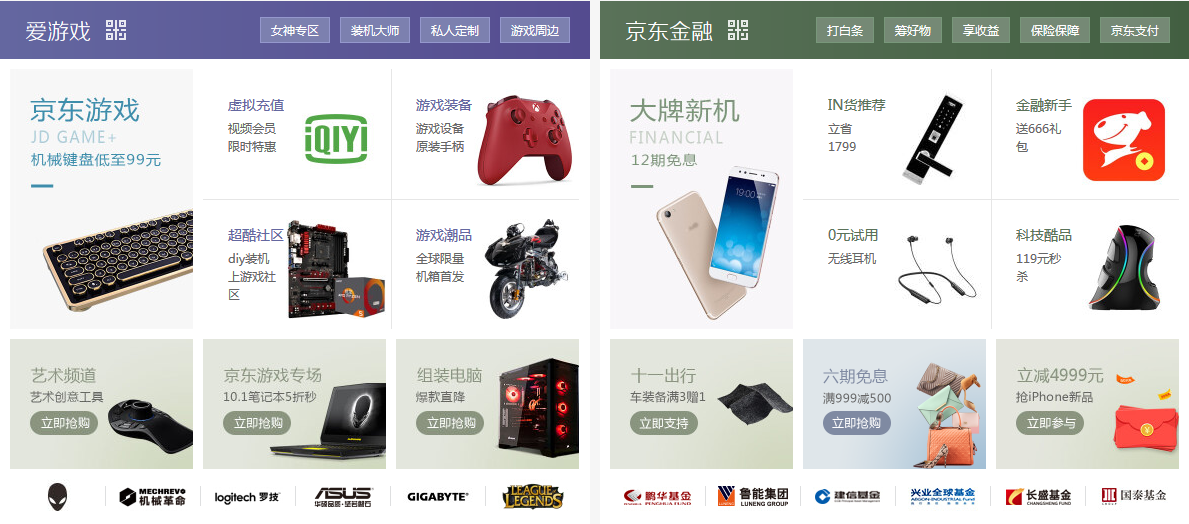 爱游戏
女神专区
装机大师
私人定制
游戏周边
京东游戏
JD GAME+
机械键盘低至99元
虚拟充值
视频会员
限时特惠
iQIYI
游戏装备
游戏设备
原装手柄
超酷社区
diy装机
上游戏社
区
游戏潮品
全球限量
机箱首发
艺术频道
艺术创意工具
立即抢购
京东游戏专场
10.1笔记本5折秒
立即抢购
组装电脑
爆款直降
立即抢购
MECHREVO
机械革命
logitech 罗技
ASUS
华硕品质·坚若磐石
GIGABYTE
LEAGUE
LEGENDS
京东金融
打白条
筹好物
享收益
保险保障
京东支付
大牌新机
FINANCIAL
12期免息
19:00
IN货推荐
立省
1799
金融新手
送666礼
包
0元试用
无线耳机
科技酷品
119元秒
杀
十一出行
车装备满3赠1
立即支持
六期免息
满999减500
立即抢购
立减4999元
抢iPhone新品
立即参与
鹏华基金
PENGHUA FUND
鲁能集团
LUNENG GROUP
建信基金
兴业全球基金
AEGON-INDUSTRIAL Fund
长盛基金
CHANGSHENG FUND
国泰基金